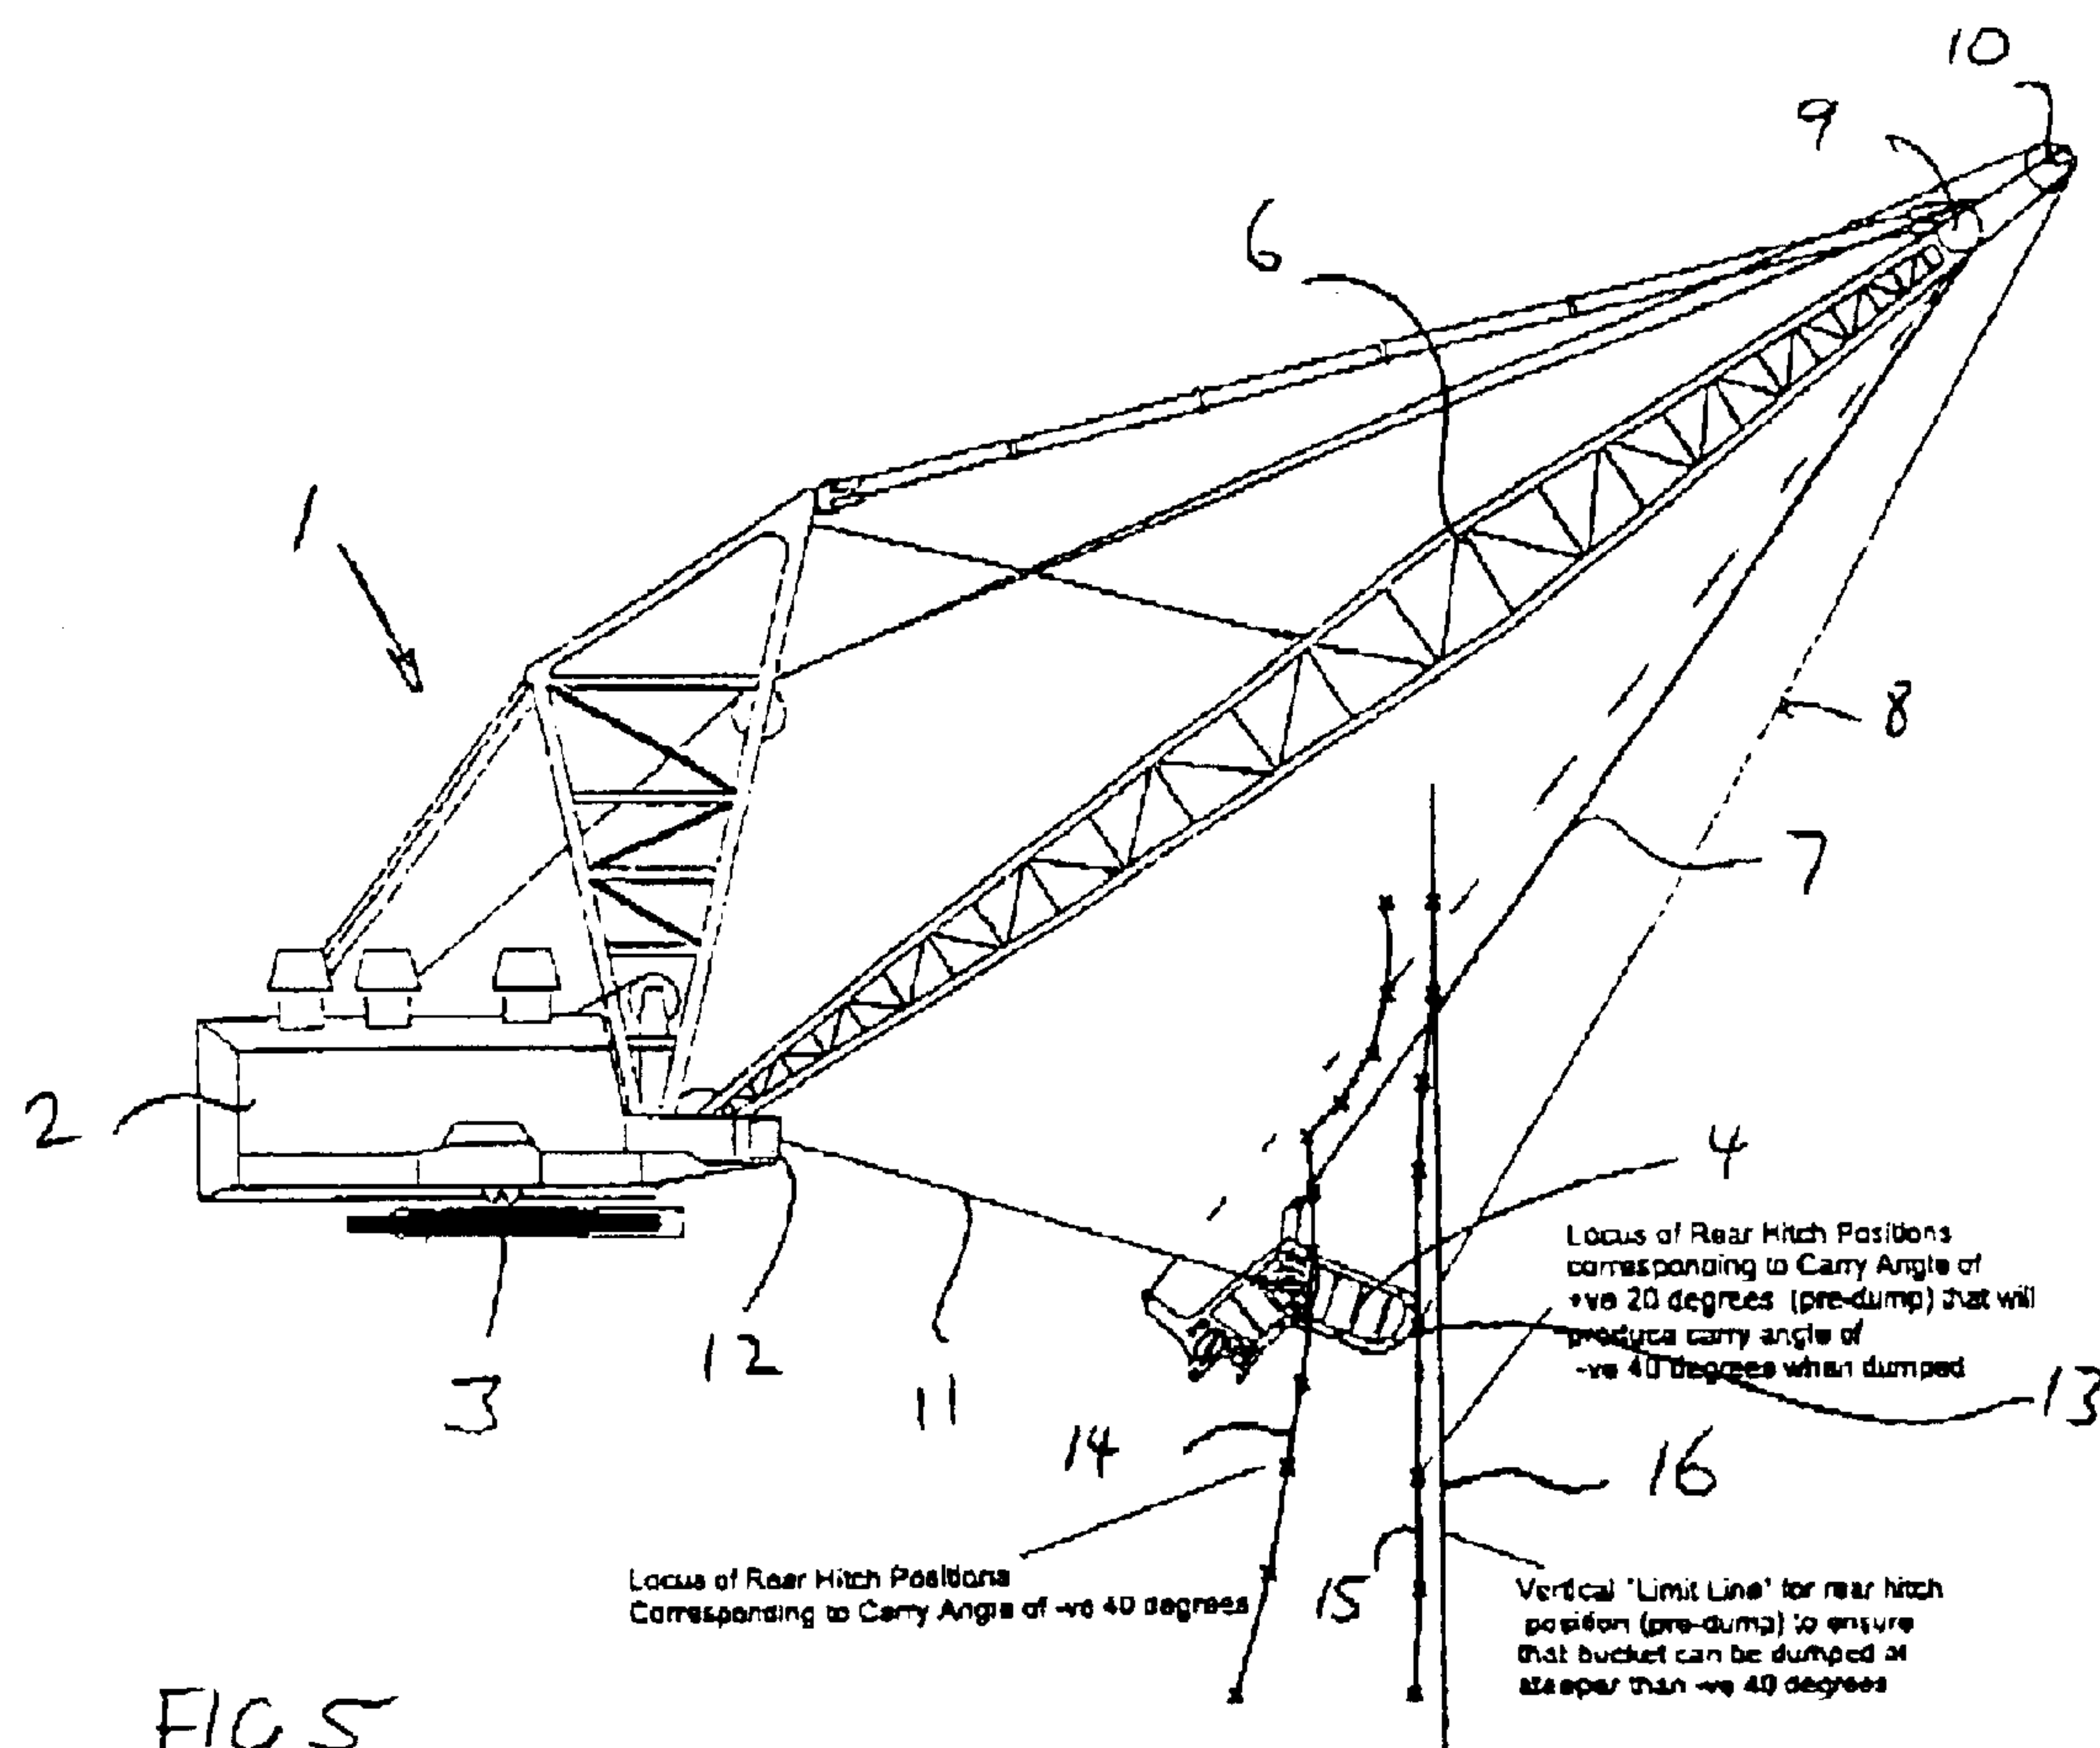 10
9
6
1
8
7
2
4
Locus of Rear Hitch Positions
corresponding to Carry Angle of
+ve 20 degrees (pre-dump) that will
produce carry angle of
-ve 40 degrees when dumped
12
3
11
13
14
16
Locus of Rear Hitch Positions
Corresponding to Carry Angle of -ve 40 degrees
15
Vertical 'Limit Line' for rear hitch
position (pre-dump) to ensure
that bucket can be dumped at
steeper than -ve 40 degrees
FIG 5